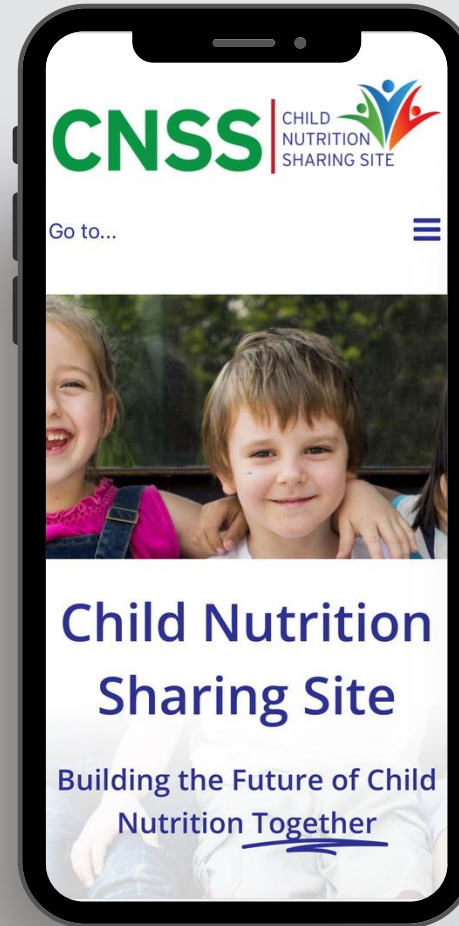 CNSS
CHILD
NUTRITION
SHARING SITE
Go to...
Child Nutrition
Sharing Site
Building the Future of Child
Nutrition Together